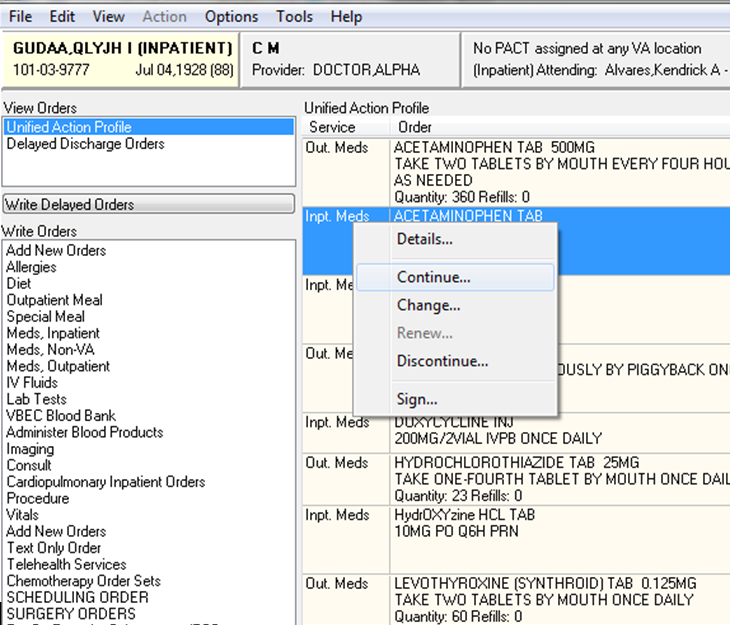 File Edit View Action Options Tools Help
GUDAA,QLYJH I (INPATIENT)
101-03-9777 Jul 04,1928 (88)
C M
Provider: DOCTOR,ALPHA
No PACT assigned at any VA location
(Inpatient) Attending: Alvares,Kendrick A -
View Orders
Unified Action Profile
Delayed Discharge Orders
Write Delayed Orders
Write Orders
Add New Orders
Allergies
Diet
Outpatient Meal
Special Meal
Meds, Inpatient
Meds, Non-VA
Meds, Outpatient
IV Fluids
Lab Tests
VBEC Blood Bank
Administer Blood Products
Imaging
Consult
Cardiopulmonary Inpatient Orders
Procedure
Vitals
Add New Orders
Text Only Order
Telehealth Services
Chemotherapy Order Sets
SCHEDULING ORDER
SURGERY ORDERS
Unified Action Profile
Service Order
Out. Meds ACETAMINOPHEN TAB 500MG
TAKE TWO TABLETS BY MOUTH EVERY FOUR HOU
AS NEEDED
Quantity: 360 Refills: 0
Inpt. Meds ACETAMINOPHEN TAB
Details...
Continue...
Inpt. Me
Change...
Renew...
Out. Me
Discontinue...
OUSLY BY PIGGYBACK ON
Sign...
Inpt. Meds DOXYCYCLINE INJ
200MG/2VIAL IVPB ONCE DAILY
Out. Meds HYDROCHLOROTHIAZIDE TAB 25MG
TAKE ONE-FOURTH TABLET BY MOUTH ONCE DAIL
Quantity: 23 Refills: 0
Inpt. Meds HydrOXYzine HCL TAB
10MG PO Q6H PRN
Out. Meds LEVOTHYROXINE (SYNTHROID) TAB 0.125MG
TAKE TWO TABLETS BY MOUTH ONCE DAILY
Quantity: 60 Refills: 0